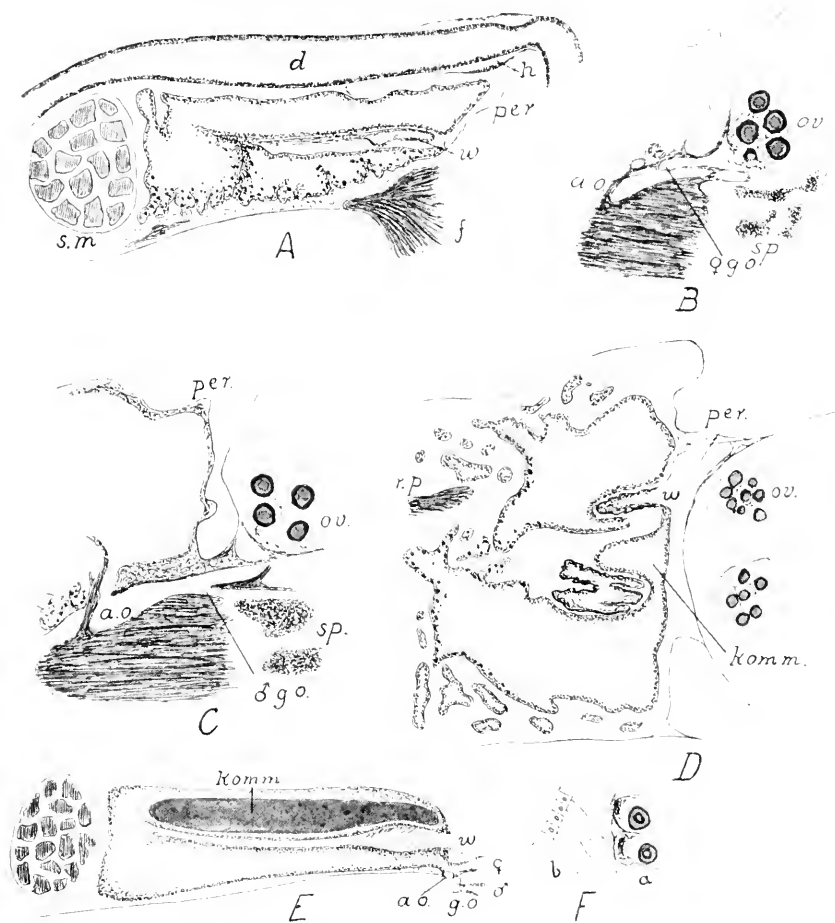 d
h
per
w
s.m
f
A
ov
a o
sp
♀ g o.
B
per.
ov.
a.o.
sp.
♂ g o.
C
per.
r.p
w
ov.
komm.
D
komm
w
♀
♂
a o. g.o
E
b
a
F